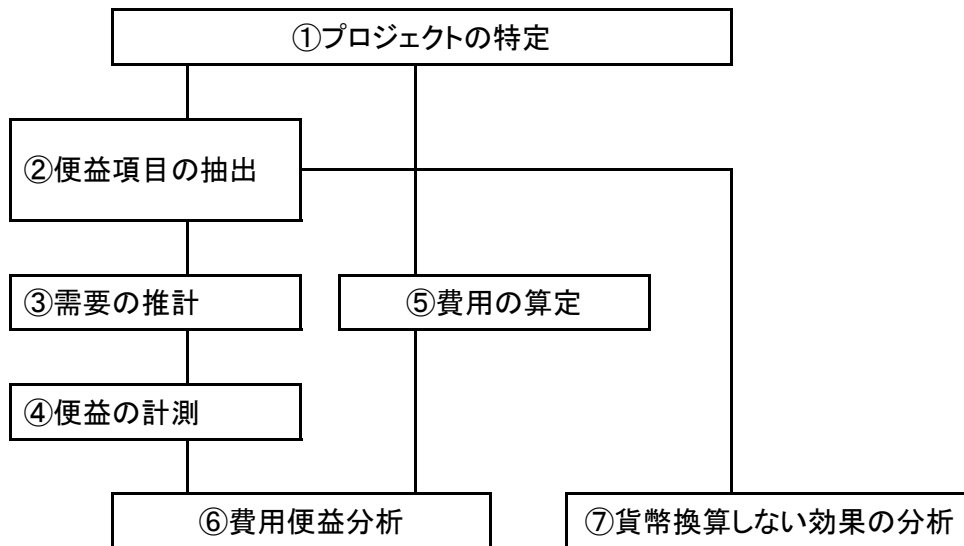 ①プロジェクトの特定
②便益項目の抽出
③需要の推計
⑤費用の算定
④便益の計測
⑥費用便益分析
⑦貨幣換算しない効果の分析